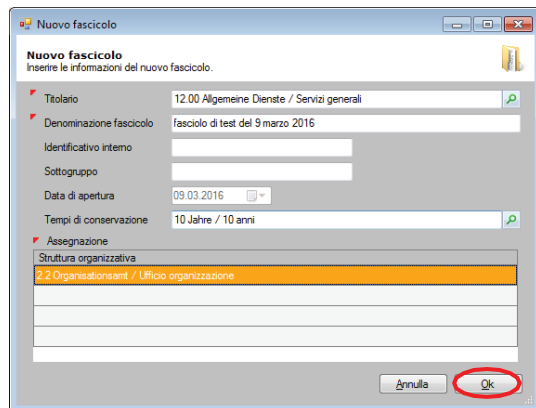 Nuovo fascicolo
Nuovo fascicolo
Inserire le informazioni del nuovo fascicolo.
Titolario 12.00 Allgemeine Dienste / Servizi generali
Denominazione fascicolo fasciolo di test del 9 marzo 2016
Identificativo interno
Sottogruppo
Data di apertura 09.03.2016
Tempi di conservazione 10 Jahre / 10 anni
Assegnazione
Struttura organizzativa
2.2 Organisationsamt / Ufficio organizzazione
Annulla Ok